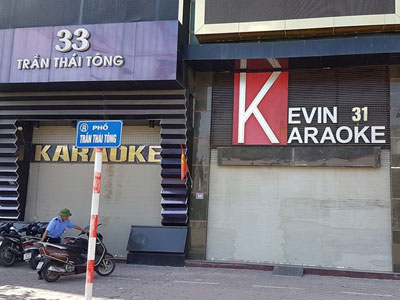 33
TRẦN THÁI TÔNG
KARAOKE
PHỐ
TRẦN THÁI TÔNG
KEVIN 31
KARAOKE